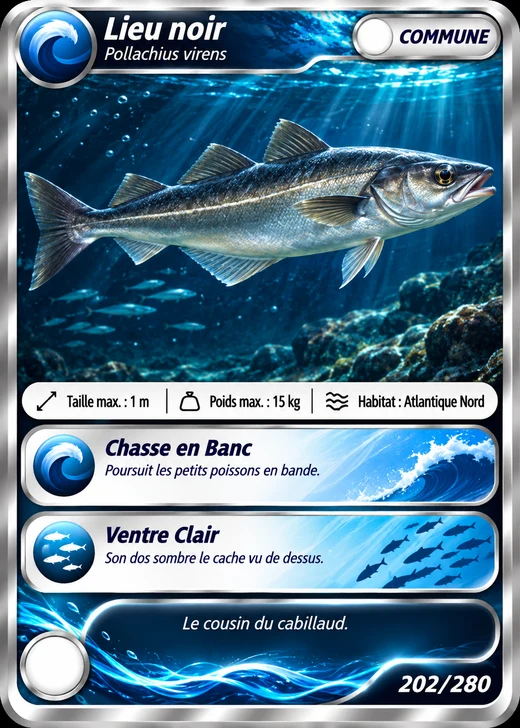 Lieu noir
Pollachius virens
COMMUNE
Taille max. : 1 m
Poids max. : 15 kg
Habitat : Atlantique Nord
Chasse en Banc
Poursuit les petits poissons en bande.
Ventre Clair
Son dos sombre le cache vu de dessus.
Le cousin du cabillaud.
202/280